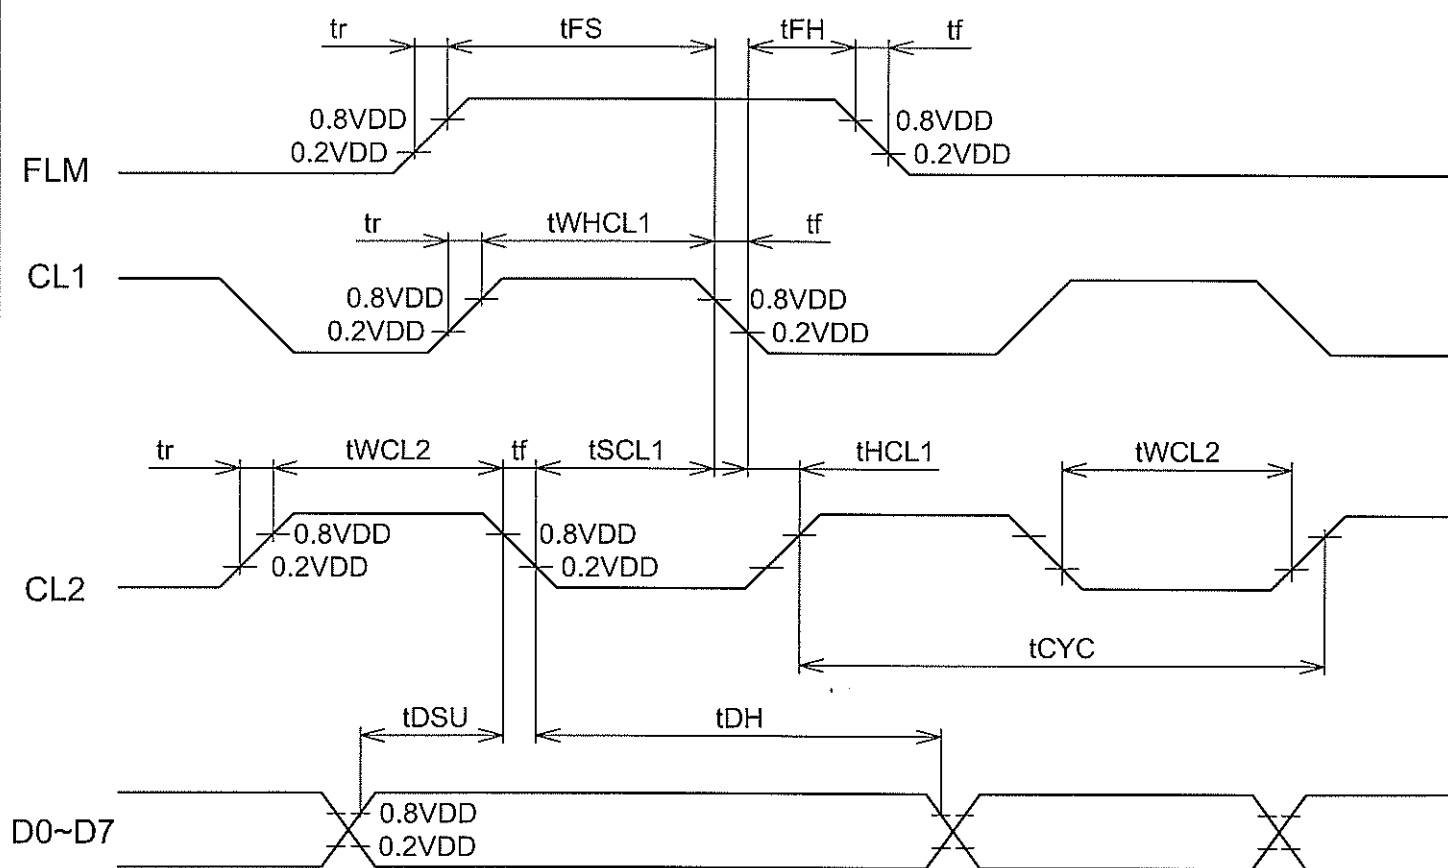 tr tFS tFH tf
0.8VDD 0.8VDD
0.2VDD 0.2VDD
FLM
tr tWHCL1 tf
CL1
0.8VDD 0.8VDD
0.2VDD 0.2VDD
tr tWCL2 tf tSCL1 tHCL1 tWCL2
0.8VDD 0.8VDD
0.2VDD 0.2VDD
CL2
tCYC
tDSU tDH
0.8VDD
D0~D7
0.2VDD